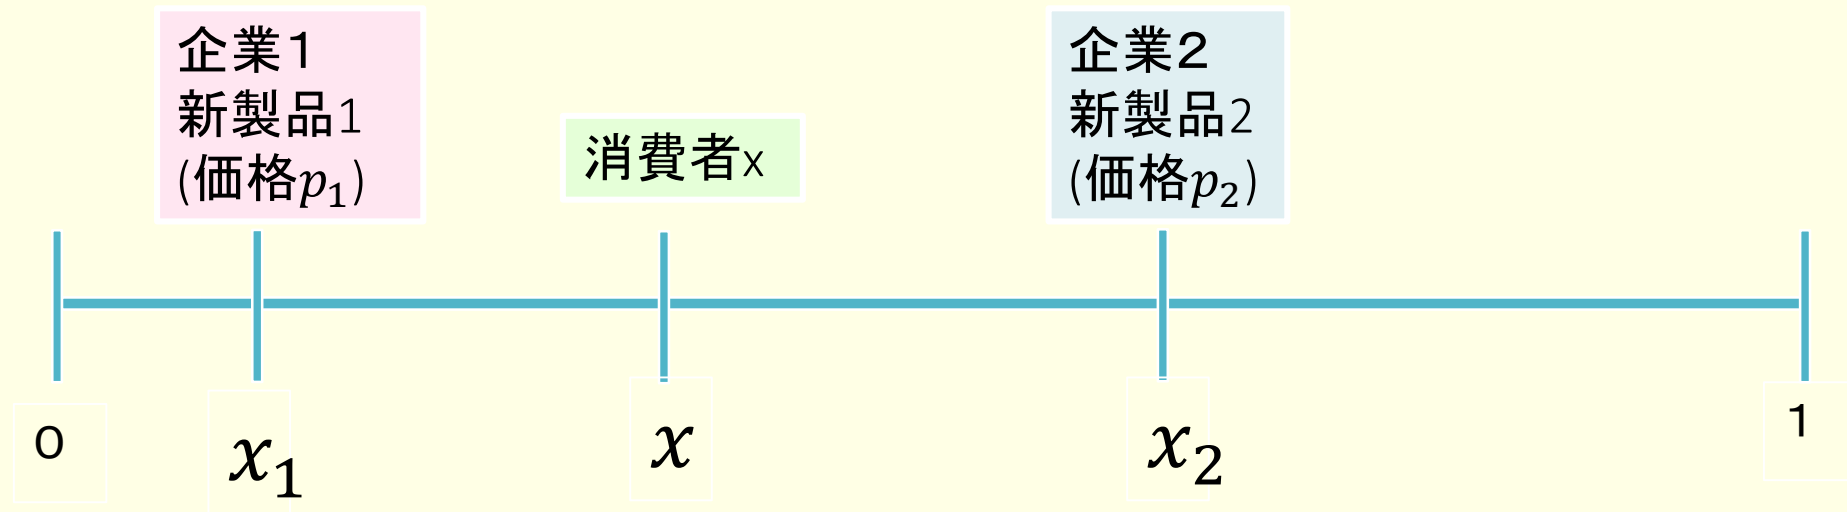 企業1
新製品1
(価格p₁)
消費者x
企業2
新製品2
(価格p₂)
0
x₁
x
x₂
1